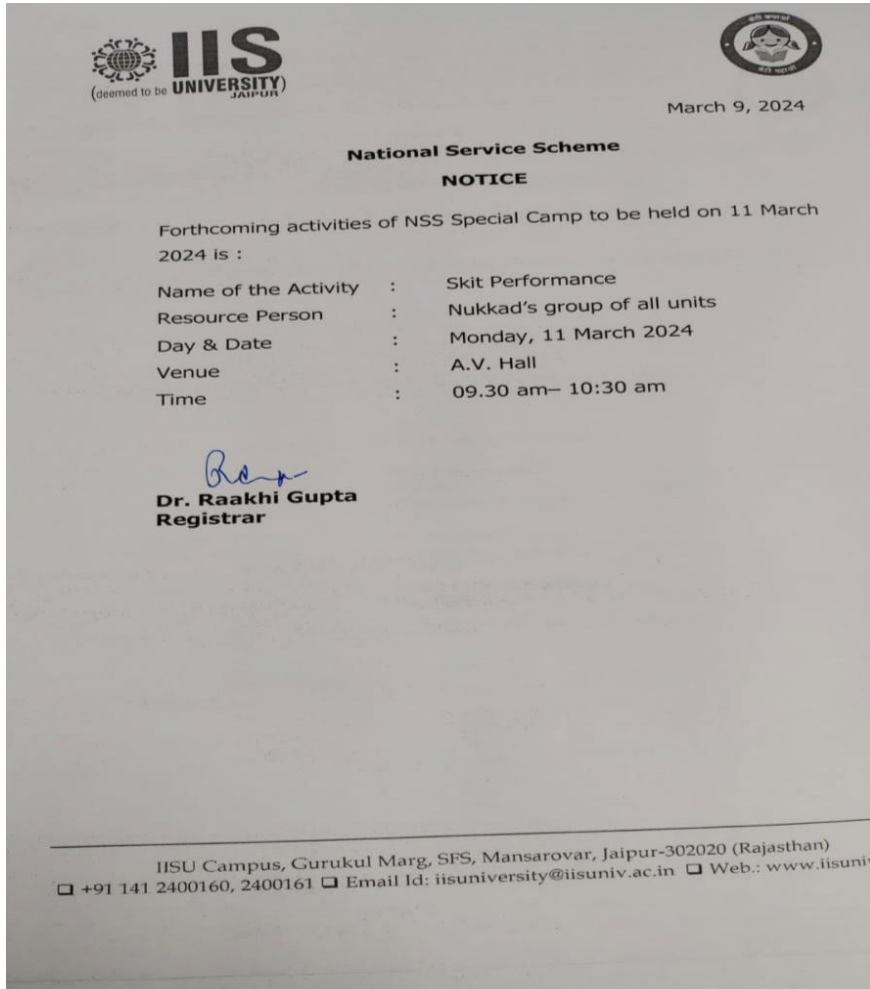 IIS
(deemed to be UNIVERSITY)
JAIPUR
बेटी बचाओ
बेटी पढ़ाओ
March 9, 2024
National Service Scheme
NOTICE
Forthcoming activities of NSS Special Camp to be held on 11 March
2024 is :
Name of the Activity : Skit Performance
Resource Person : Nukkad's group of all units
Day & Date : Monday, 11 March 2024
Venue : A.V. Hall
Time : 09.30 am– 10:30 am
Dr. Raakhi Gupta
Registrar
IISU Campus, Gurukul Marg, SFS, Mansarovar, Jaipur-302020 (Rajasthan)
❑ +91 141 2400160, 2400161 ❑ Email Id: iisuniversity@iisuniv.ac.in ❑ Web.: www.iisuniv